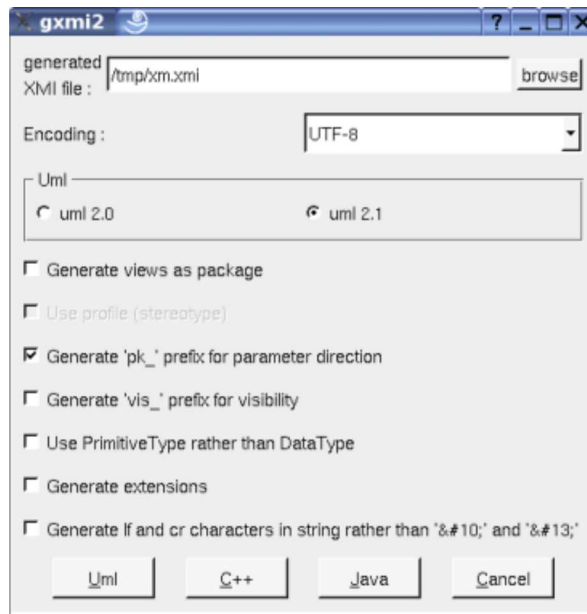 gxmi2
generated
XMI file :
/tmp/xm.xmi
browse
Encoding :
UTF-8
Uml
uml 2.0
uml 2.1
Generate views as package
Use profile (stereotype)
Generate 'pk_' prefix for parameter direction
Generate 'vis_' prefix for visibility
Use PrimitiveType rather than DataType
Generate extensions
Generate lf and cr characters in string rather than '&#10;' and '&#13;'
Uml
C++
Java
Cancel